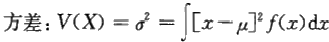 方差：V(X) = σ² = ∫[x − μ]² f(x)dx